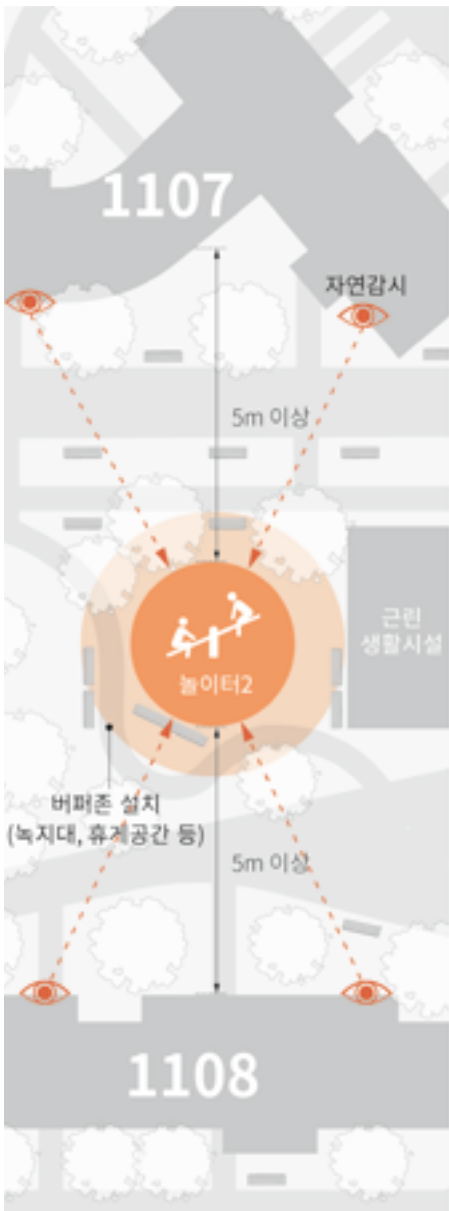 1107
자연감시
5m 이상
근린
생활시설
놀이터2
버퍼존 설치
(녹지대, 휴게공간 등)
5m 이상
1108